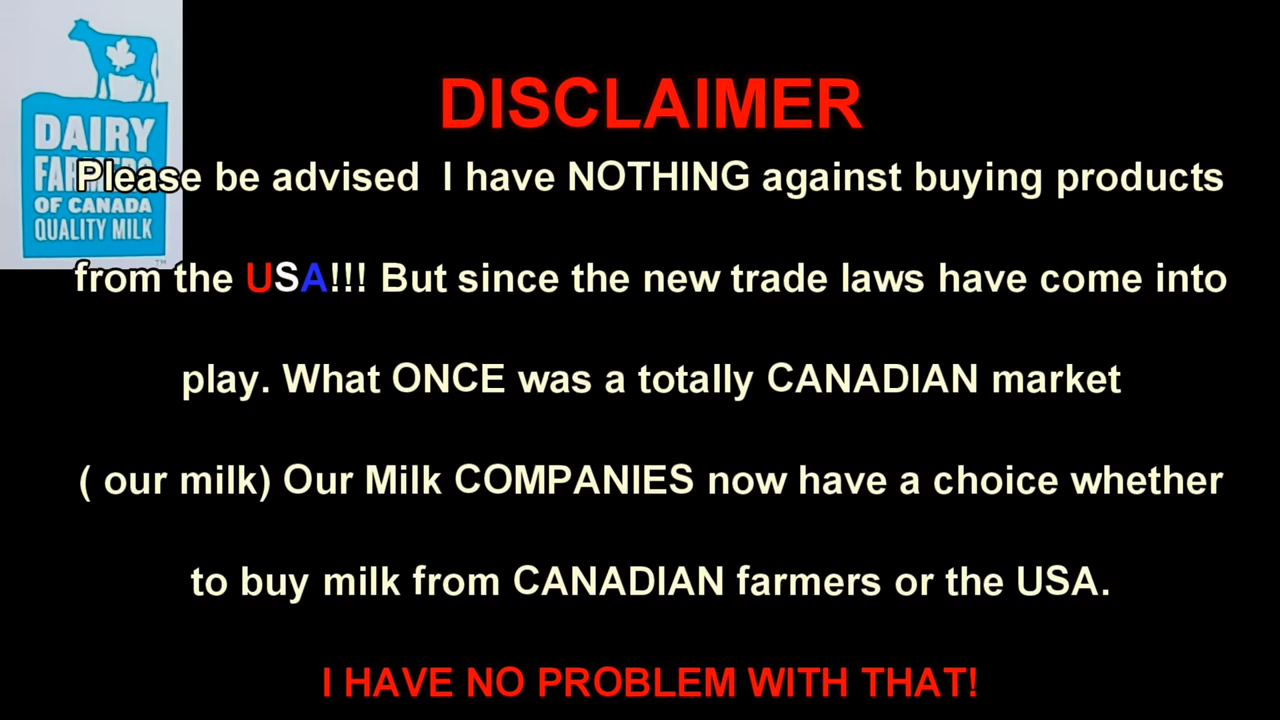 DISCLAIMER
DAIRY
FARMERS
OF CANADA
QUALITY MILK
™
Please be advised  I have NOTHING against buying products
from the USA!!! But since the new trade laws have come into
play. What ONCE was a totally CANADIAN market
( our milk) Our Milk COMPANIES now have a choice whether
to buy milk from CANADIAN farmers or the USA.
I HAVE NO PROBLEM WITH THAT!